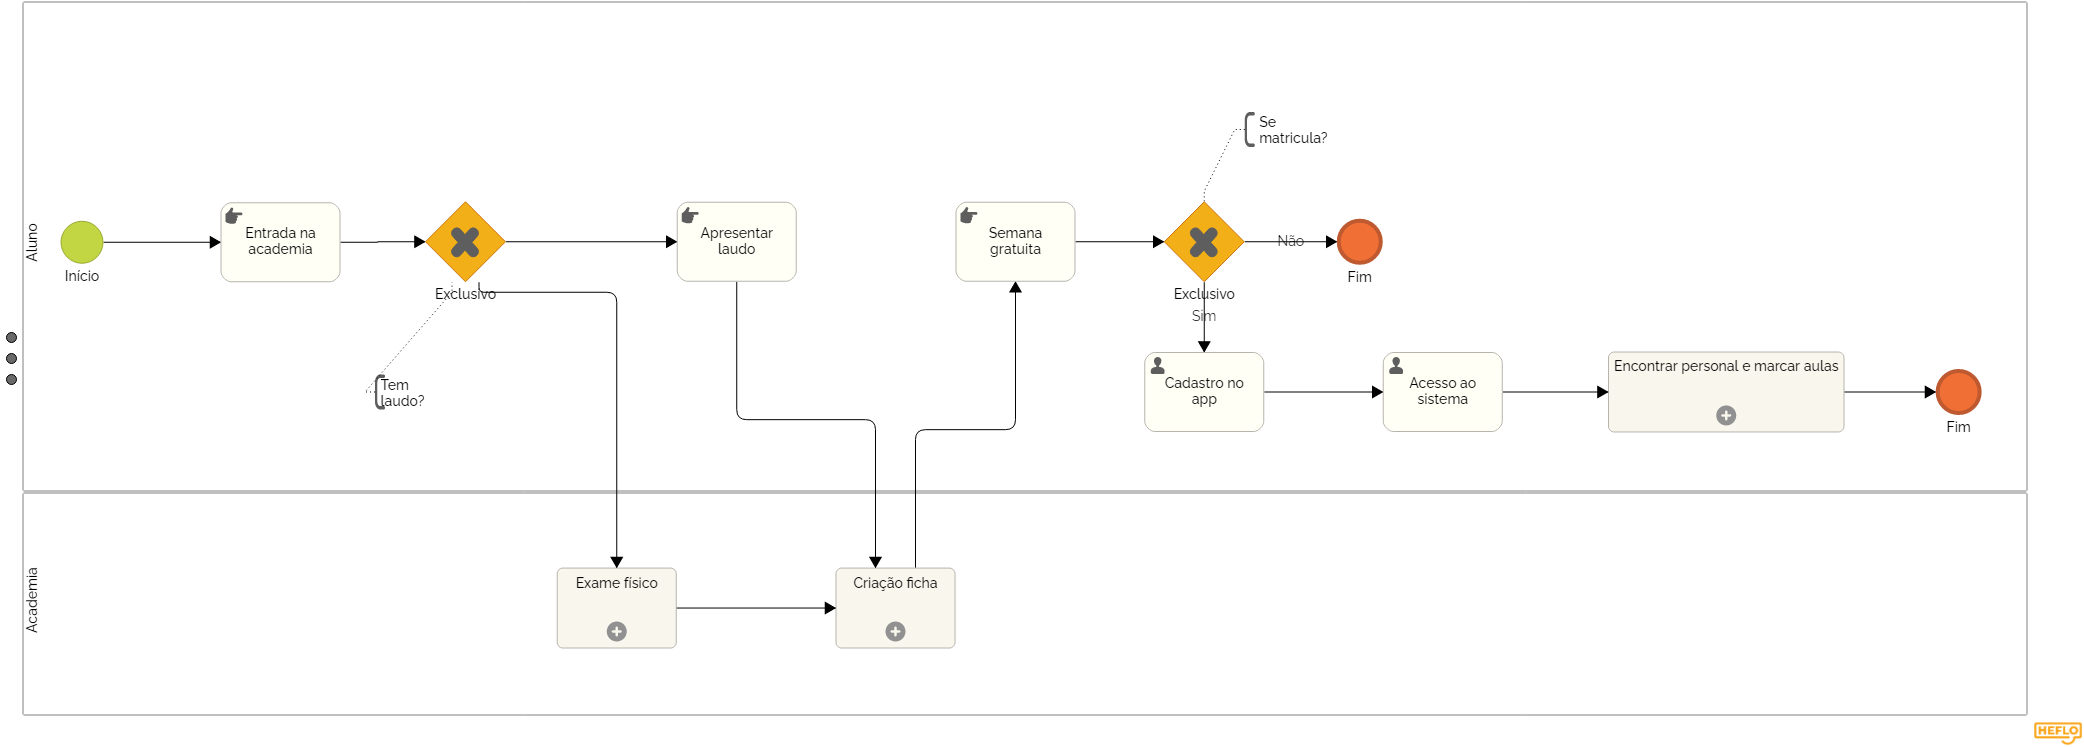 Aluno
Início
Entrada na
academia
Exclusivo
Tem
laudo?
Apresentar
laudo
Semana
gratuita
Se
matricula?
Exclusivo
Não
Fim
Sim
Cadastro no
app
Acesso ao
sistema
Encontrar personal e marcar aulas
Fim
Academia
Exame físico
Criação ficha
HEFLO